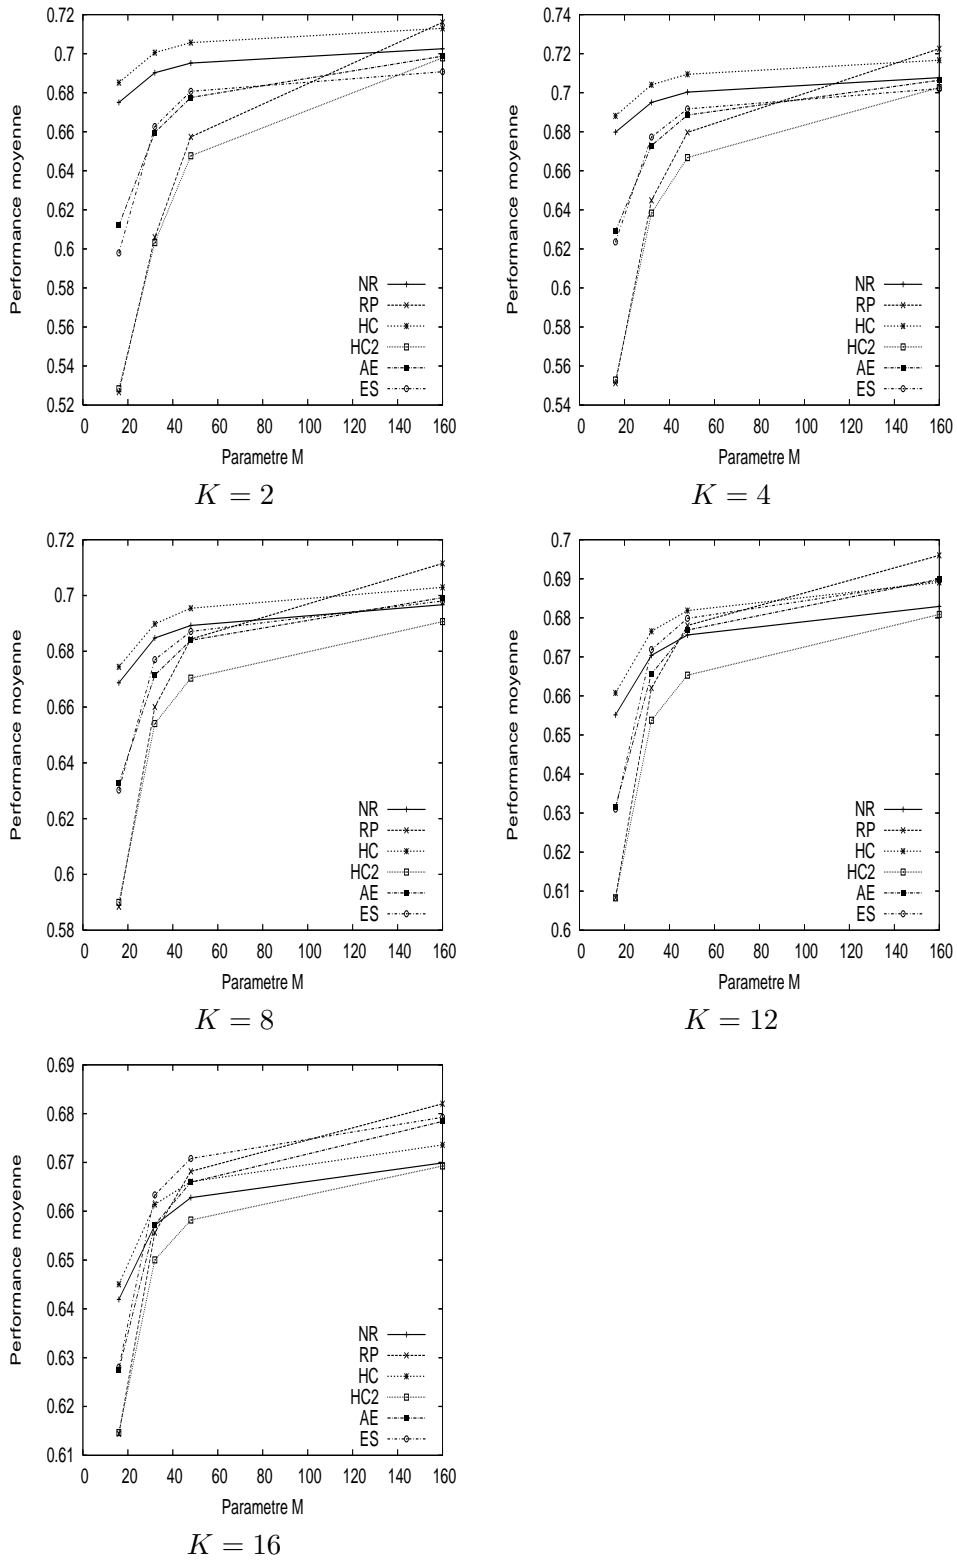 0.72
0.7
0.68
0.66
0.64
0.62
0.6
0.58
0.56
0.54
0.52
0 20 40 60 80 100 120 140 160
Performance moyenne
Parametre M
NR
RP
HC
HC2
AE
ES
K = 2
0.74
0.72
0.7
0.68
0.66
0.64
0.62
0.6
0.58
0.56
0.54
0 20 40 60 80 100 120 140 160
Performance moyenne
Parametre M
NR
RP
HC
HC2
AE
ES
K = 4
0.72
0.7
0.68
0.66
0.64
0.62
0.6
0.58
0 20 40 60 80 100 120 140 160
Performance moyenne
Parametre M
NR
RP
HC
HC2
AE
ES
K = 8
0.7
0.69
0.68
0.67
0.66
0.65
0.64
0.63
0.62
0.61
0.6
0 20 40 60 80 100 120 140 160
Performance moyenne
Parametre M
NR
RP
HC
HC2
AE
ES
K = 12
0.69
0.68
0.67
0.66
0.65
0.64
0.63
0.62
0.61
0 20 40 60 80 100 120 140 160
Performance moyenne
Parametre M
NR
RP
HC
HC2
AE
ES
K = 16